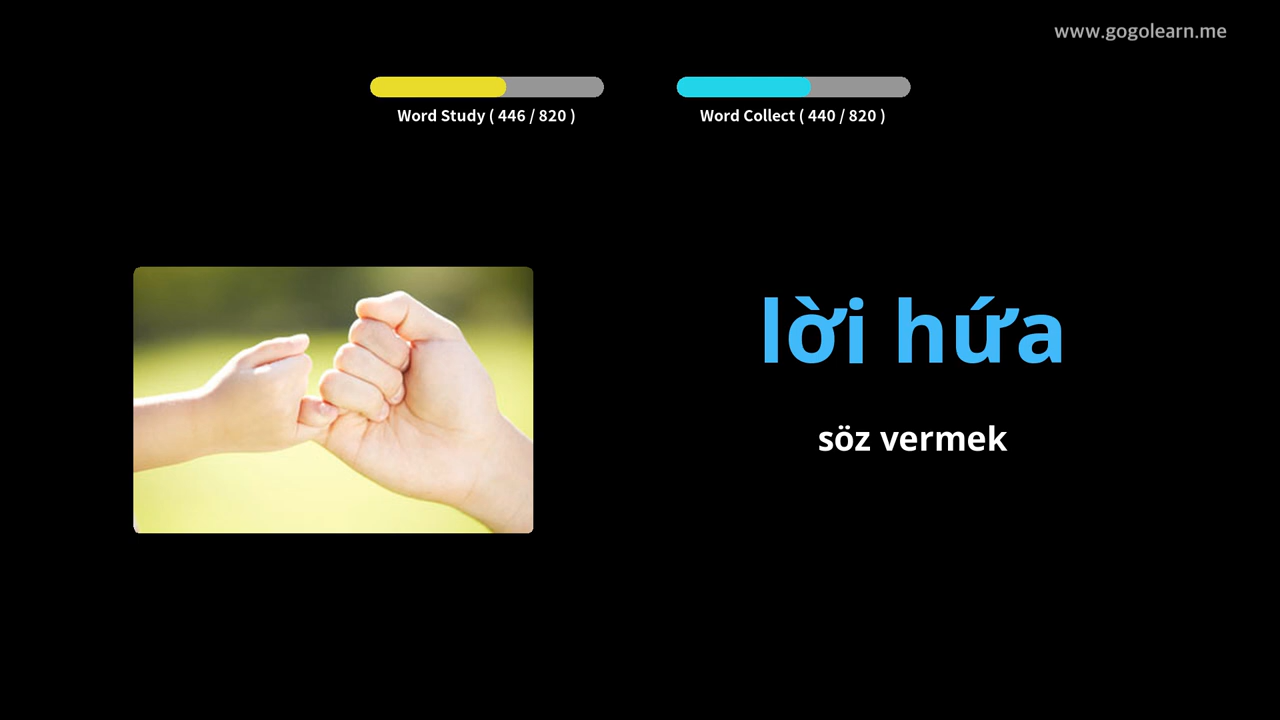 www.gogolearn.me
Word Study ( 446 / 820 )
Word Collect ( 440 / 820 )
lời hứa
söz vermek